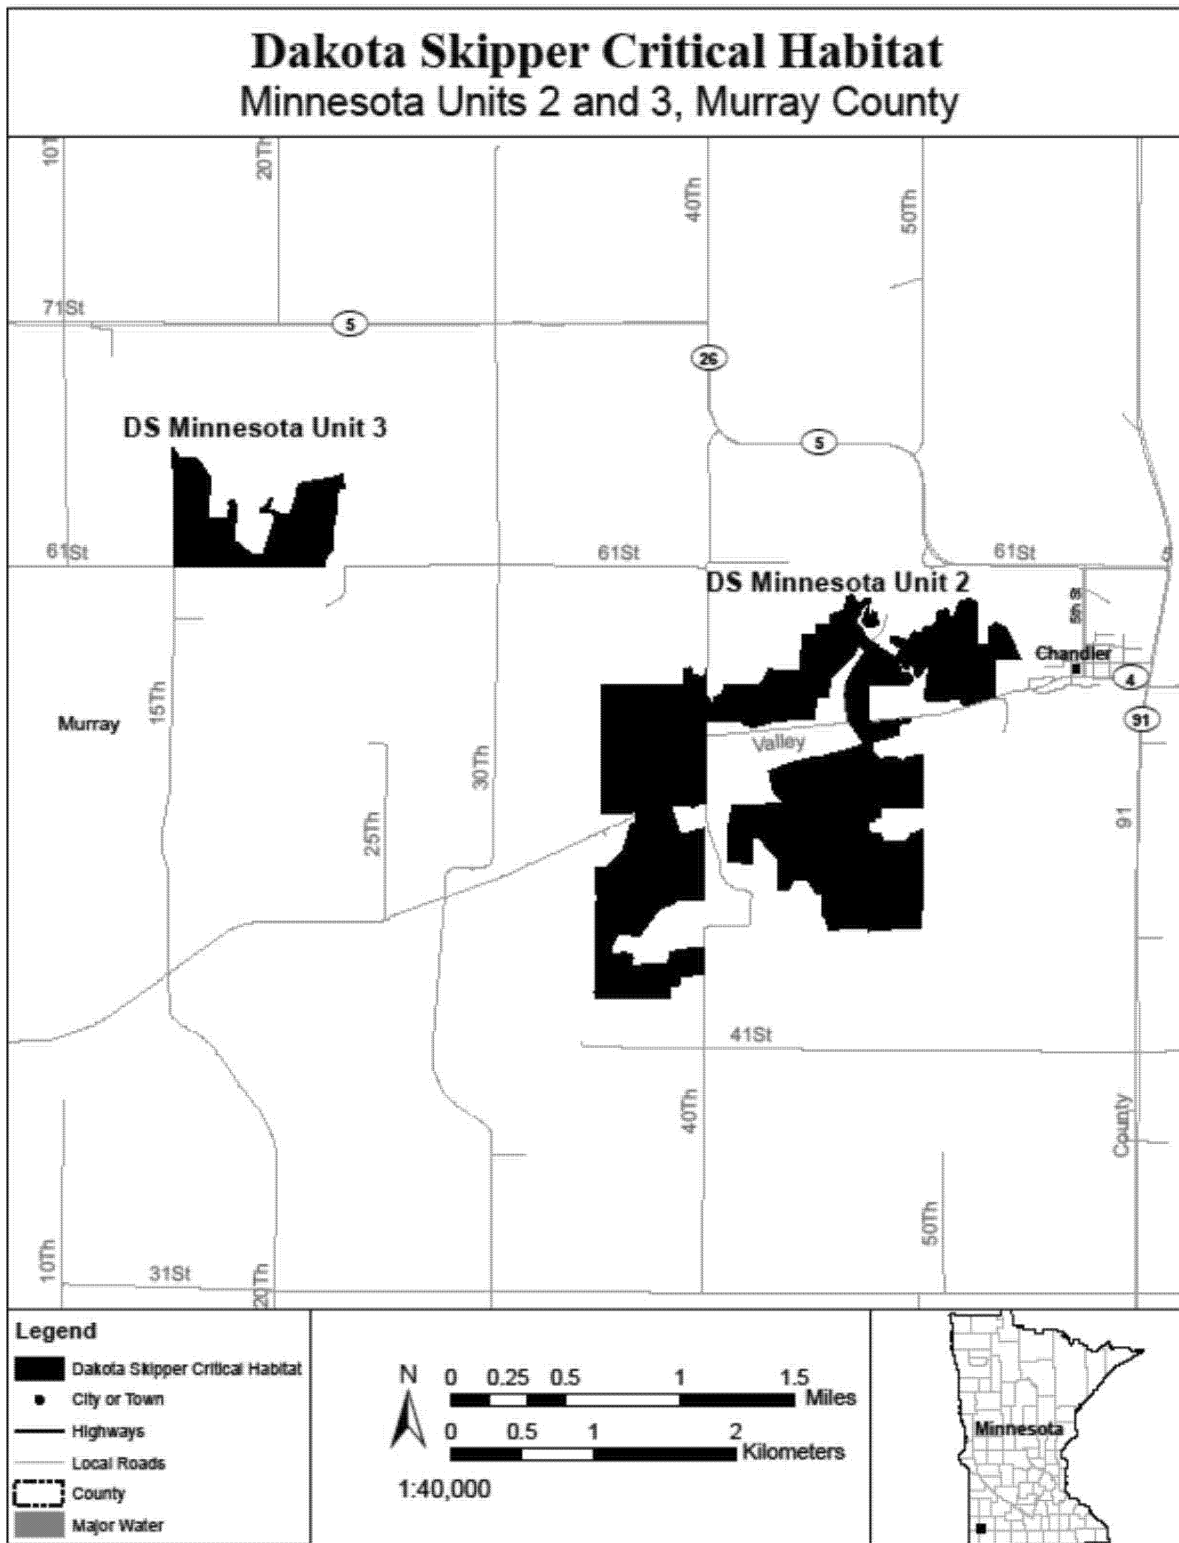 Dakota Skipper Critical Habitat
Minnesota Units 2 and 3, Murray County
20Th
40Th
50Th
71St
5
26
DS Minnesota Unit 3
5
61St
61St
61St
5
DS Minnesota Unit 2
Chandler
4
15Th
Murray
91
Valley
30Th
25Th
91
41St
40Th
County
50Th
10Th
31St
20Th
Legend
Dakota Skipper Critical Habitat
City or Town
Highways
Local Roads
County
Major Water
N
0 0.25 0.5 1 1.5
Miles
0 0.5 1 2
Kilometers
1:40,000
Minnesota